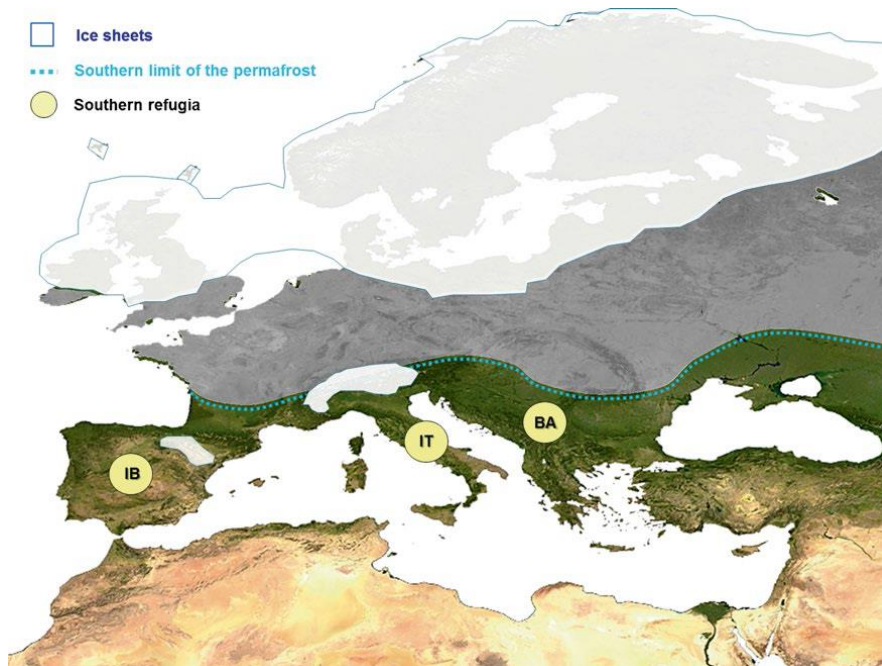 Ice sheets
Southern limit of the permafrost
Southern refugia
BA
IT
IB